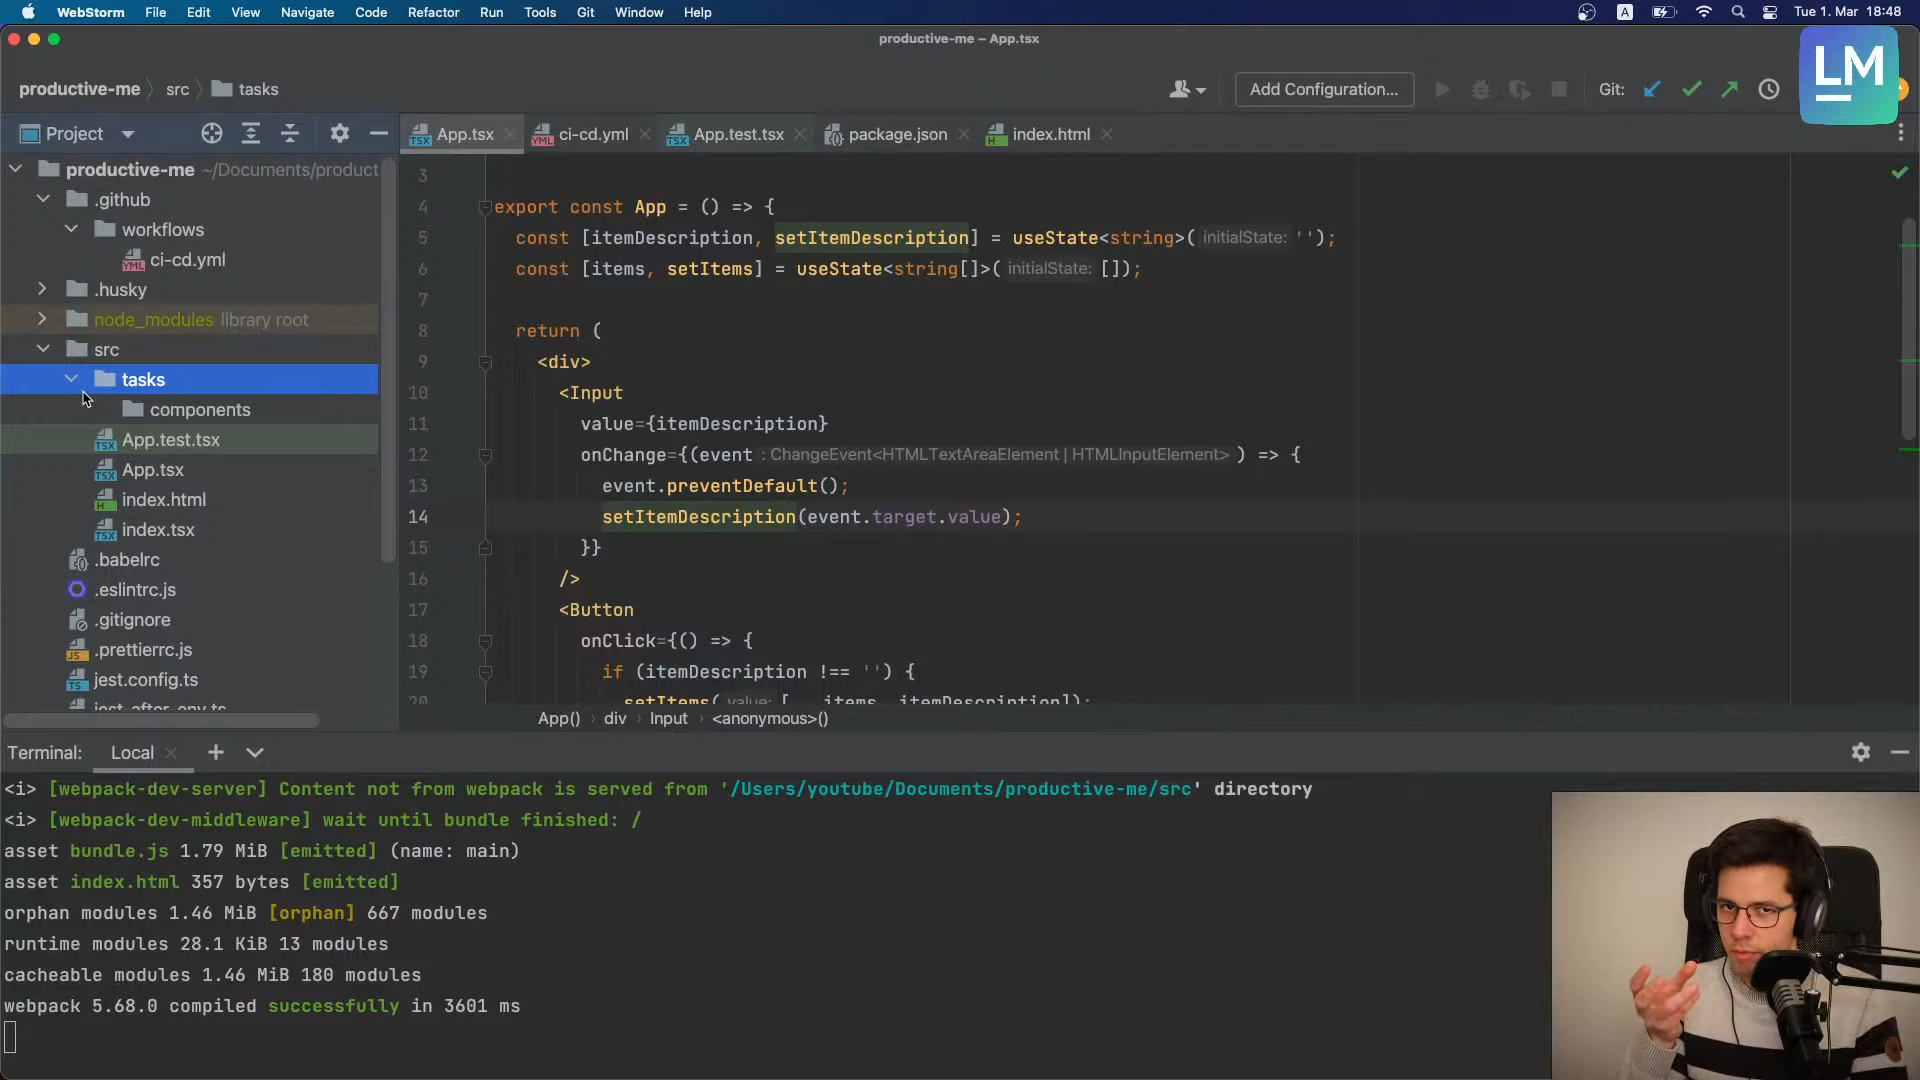 WebStorm File Edit View Navigate Code Refactor Run Tools Git Window Help A Tue 1. Mar 18:48
productive-me – App.tsx
productive-me src tasks Add Configuration... Git: LM
Project App.tsx ci-cd.yml App.test.tsx package.json index.html
productive-me ~/Documents/product
.github
workflows
ci-cd.yml
.husky
node_modules library root
src
tasks
components
App.test.tsx
App.tsx
index.html
index.tsx
.babelrc
.eslintrc.js
.gitignore
.prettierrc.js
jest.config.ts
jest-after-env.ts
3
4 export const App = () => {
5 const [itemDescription, setItemDescription] = useState<string>( initialState: '');
6 const [items, setItems] = useState<string[]>( initialState: []);
7
8 return (
9 <div>
10 <Input
11 value={itemDescription}
12 onChange={(event : ChangeEvent<HTMLTextAreaElement | HTMLInputElement> ) => {
13 event.preventDefault();
14 setItemDescription(event.target.value);
15 }}
16 />
17 <Button
18 onClick={() => {
19 if (itemDescription !== '') {
20 setItems( value: [...items, itemDescription]);
App() div Input <anonymous>()
Terminal: Local
<i> [webpack-dev-server] Content not from webpack is served from '/Users/youtube/Documents/productive-me/src' directory
<i> [webpack-dev-middleware] wait until bundle finished: /
asset bundle.js 1.79 MiB [emitted] (name: main)
asset index.html 357 bytes [emitted]
orphan modules 1.46 MiB [orphan] 667 modules
runtime modules 28.1 KiB 13 modules
cacheable modules 1.46 MiB 180 modules
webpack 5.68.0 compiled successfully in 3601 ms